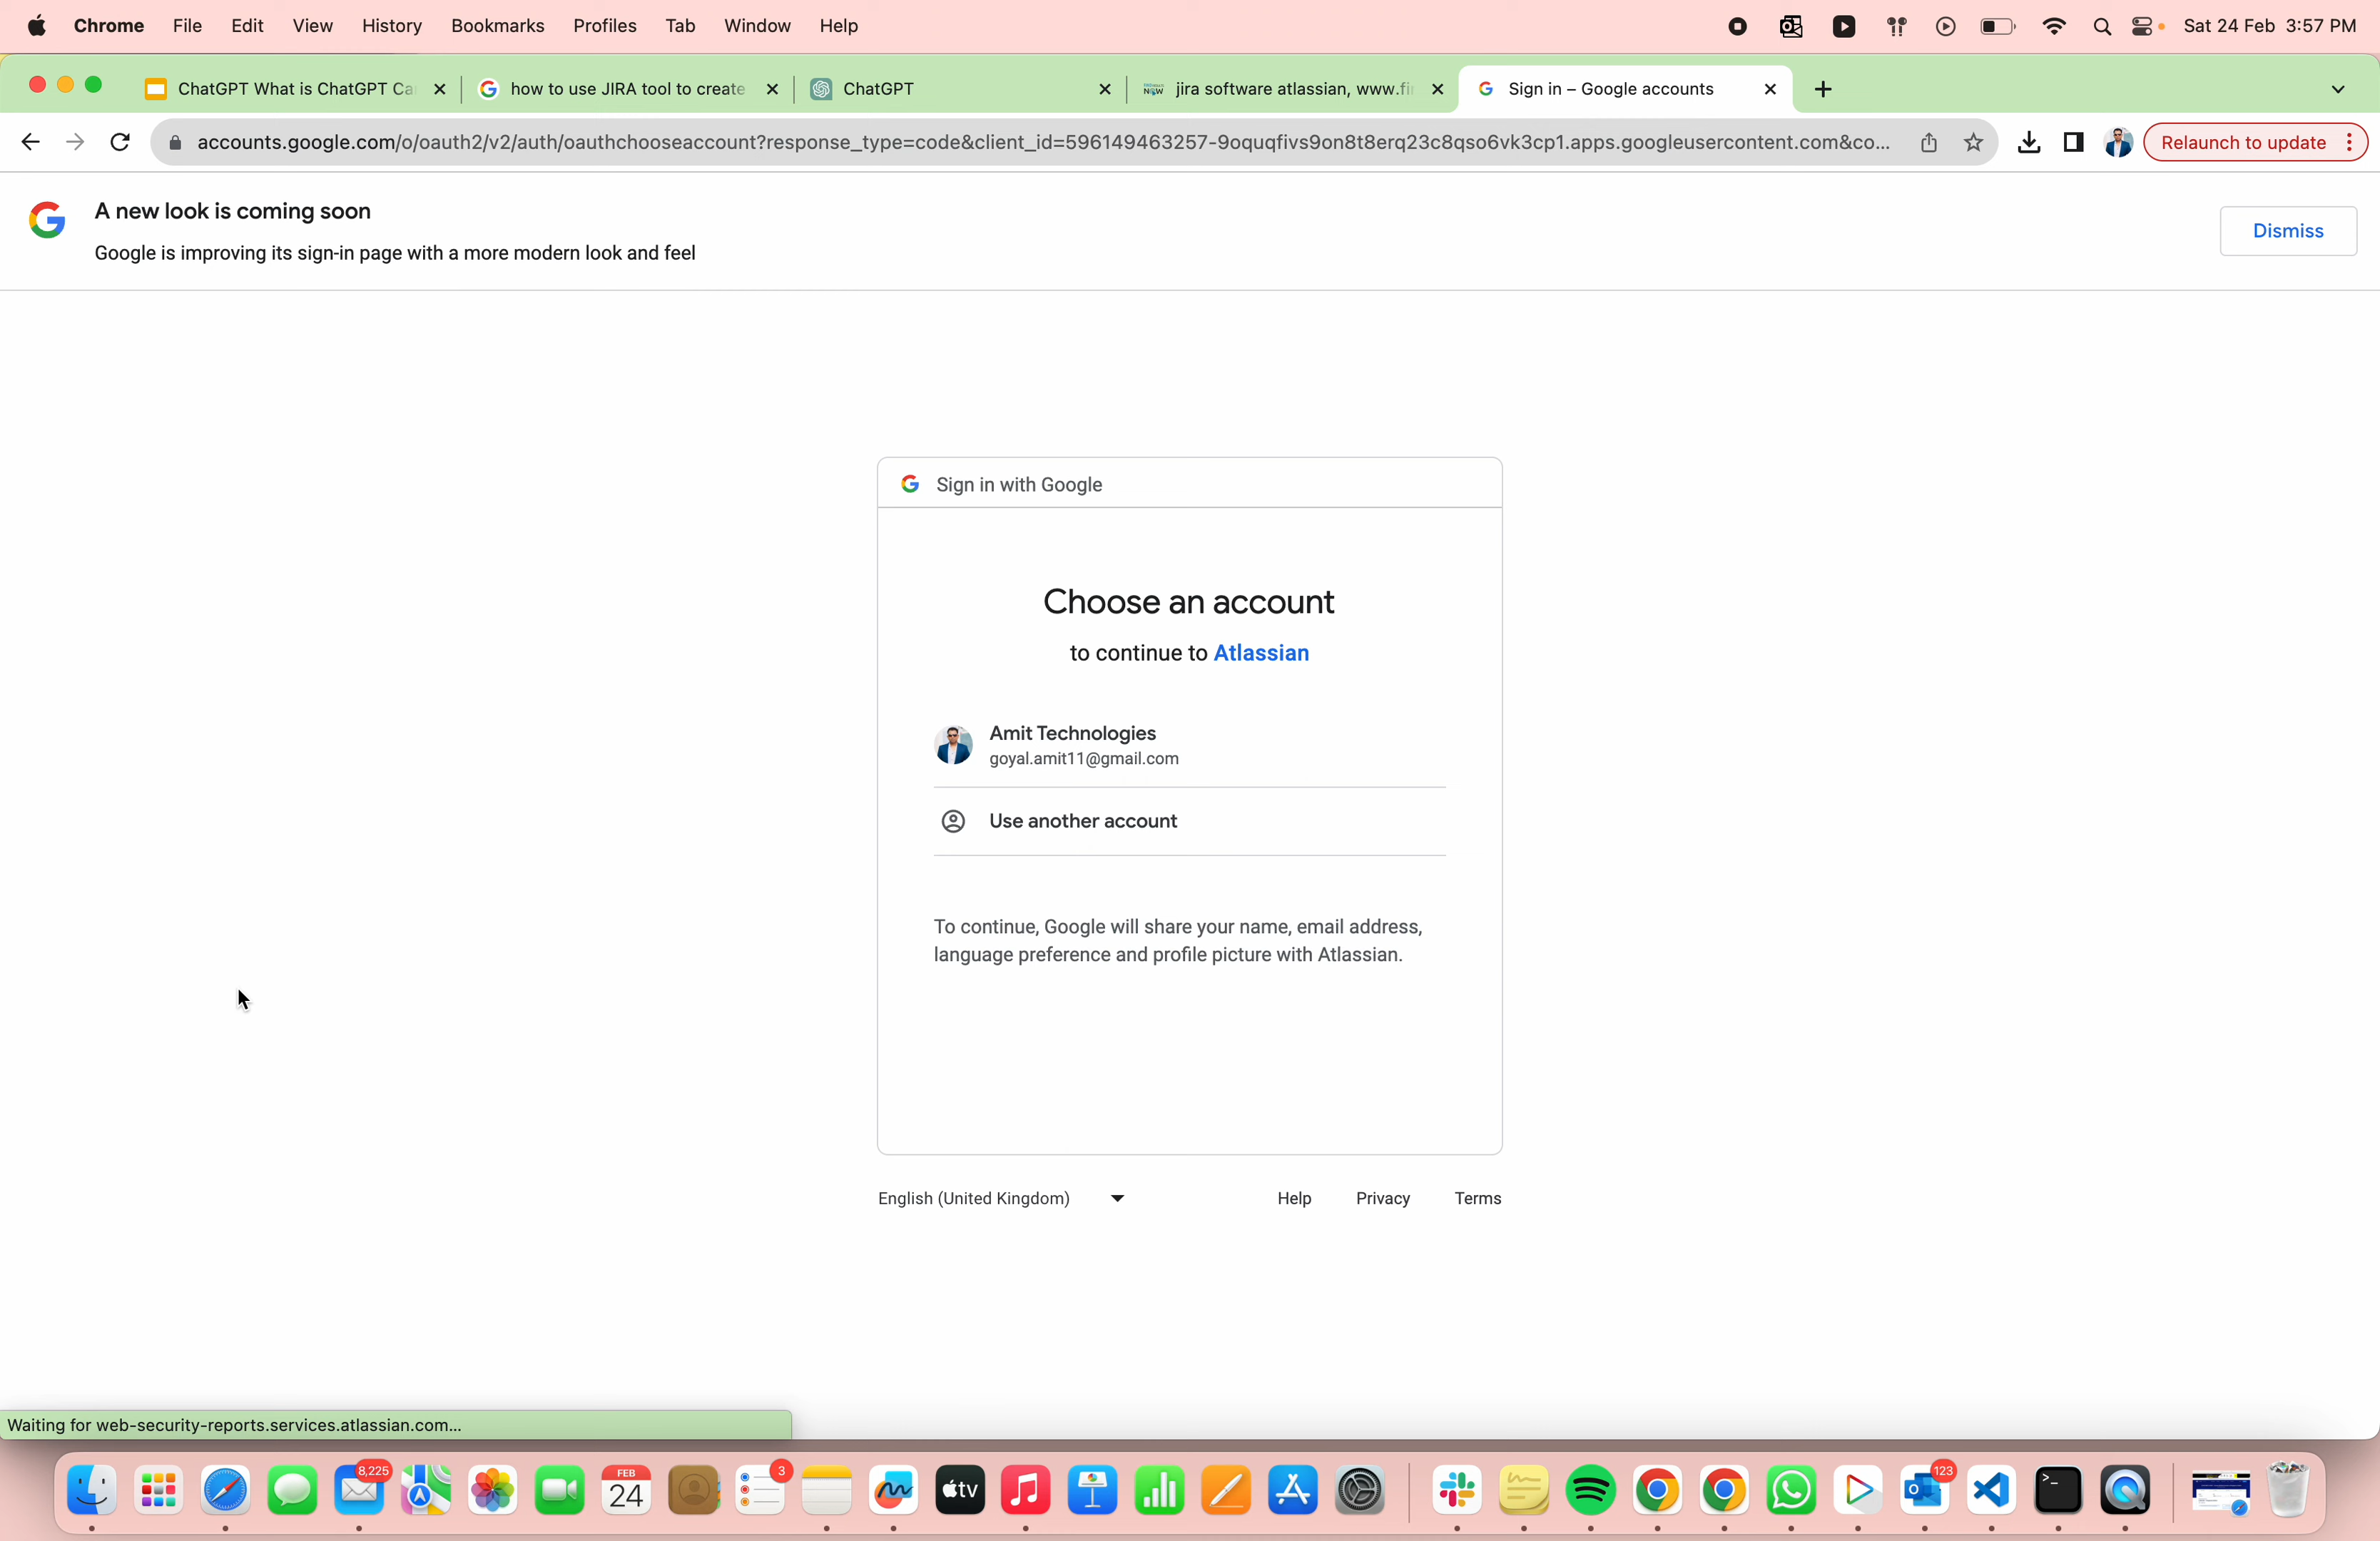 Chrome File Edit View History Bookmarks Profiles Tab Window Help Sat 24 Feb 3:57 PM
ChatGPT What is ChatGPT Ca how to use JIRA tool to create ChatGPT NOW jira software atlassian, www.fi Sign in – Google accounts
accounts.google.com/o/oauth2/v2/auth/oauthchooseaccount?response_type=code&client_id=596149463257-9oquqfivs9on8t8erq23c8qso6vk3cp1.apps.googleusercontent.com&co... Relaunch to update
A new look is coming soon
Google is improving its sign-in page with a more modern look and feel
Dismiss
Sign in with Google
Choose an account
to continue to Atlassian
Amit Technologies
goyal.amit11@gmail.com
Use another account
To continue, Google will share your name, email address,
language preference and profile picture with Atlassian.
English (United Kingdom) Help Privacy Terms
Waiting for web-security-reports.services.atlassian.com...
8,225 FEB 24 3 tv 123